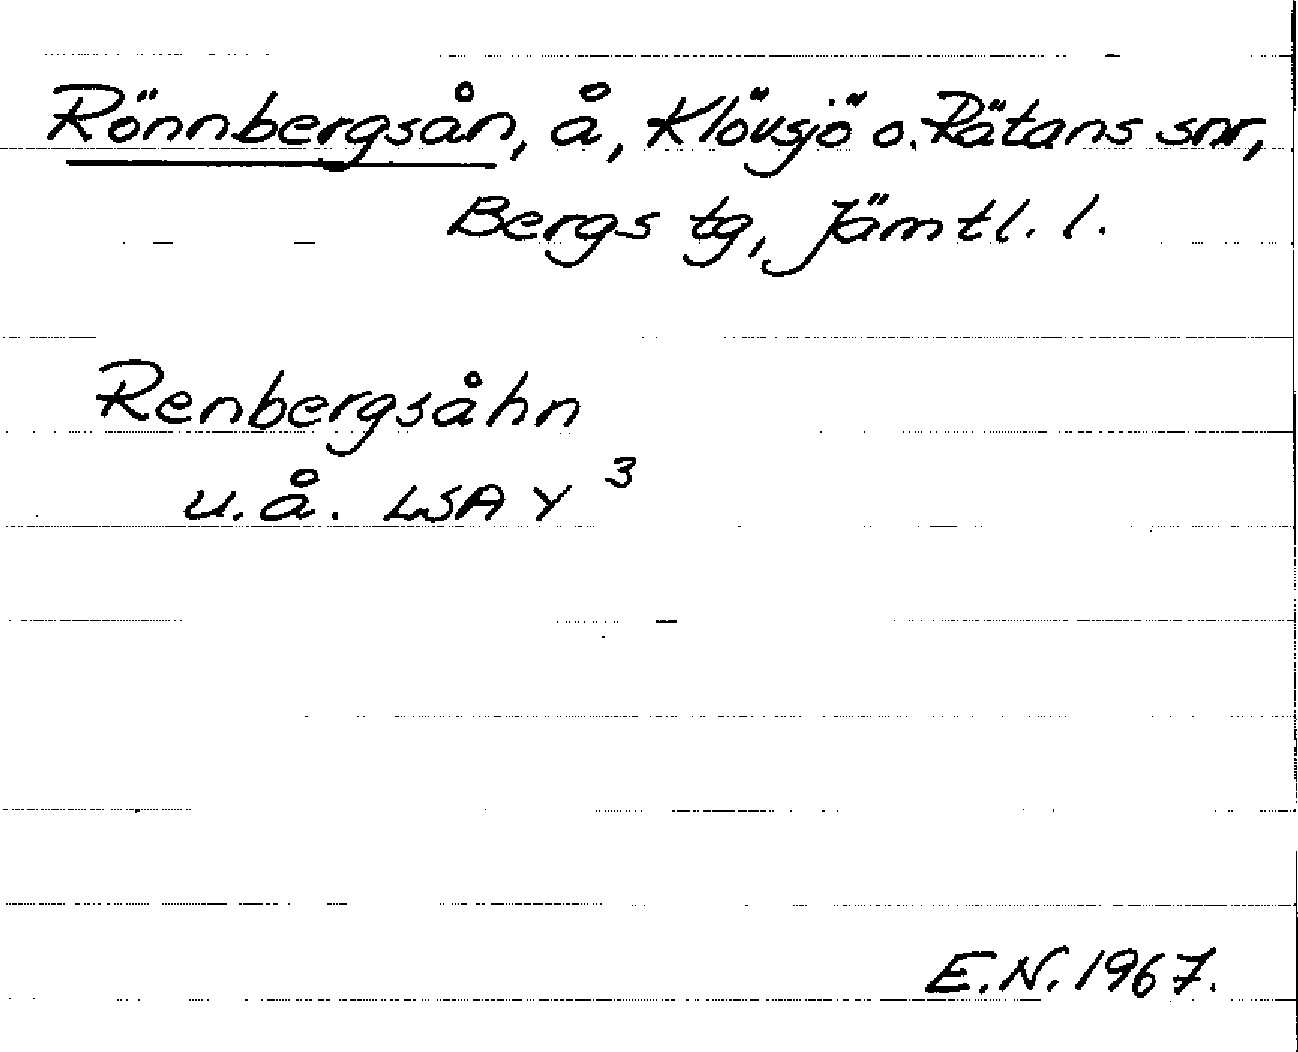 Rönnbergsån, å, Klövsjö o. Rätans snr,
Bergs tg, Jämtl. l.
Renbergsåhn
u.å. LSA Y 3
E.N. 1967.